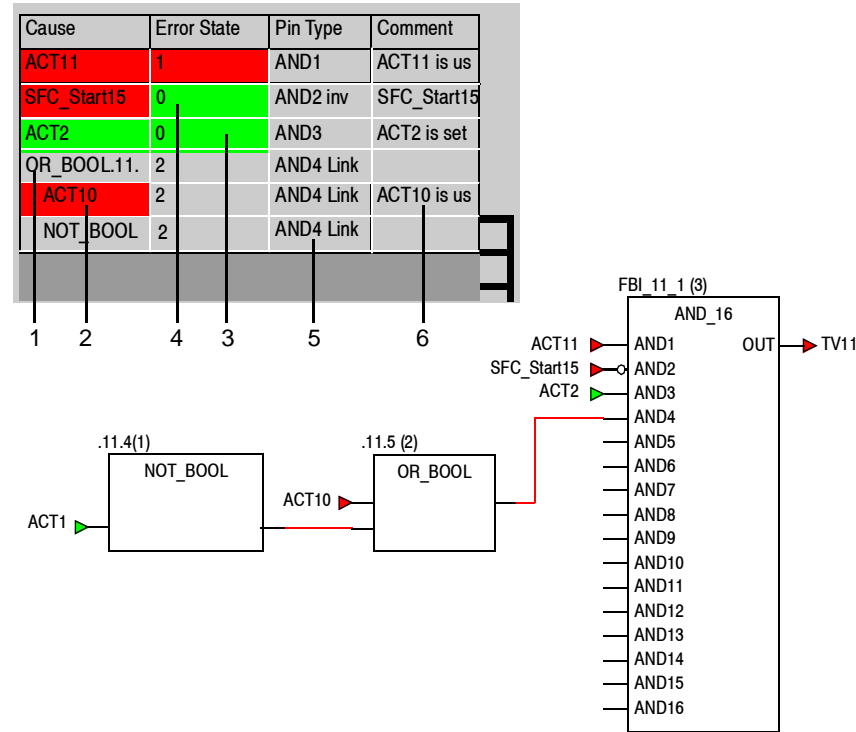 Cause Error State Pin Type Comment
ACT11 1 AND1 ACT11 is us
SFC_Start15 0 AND2 inv SFC_Start15
ACT2 0 AND3 ACT2 is set
OR_BOOL.11. 2 AND4 Link
ACT10 2 AND4 Link ACT10 is us
NOT_BOOL 2 AND4 Link
1 2 4 3 5 6
FBI_11_1 (3)
AND_16
ACT11 AND1 OUT TV11
SFC_Start15 AND2
ACT2 AND3
AND4
AND5
AND6
AND7
AND8
AND9
AND10
AND11
AND12
AND13
AND14
AND15
AND16
.11.4(1)
NOT_BOOL
ACT1
.11.5 (2)
OR_BOOL
ACT10